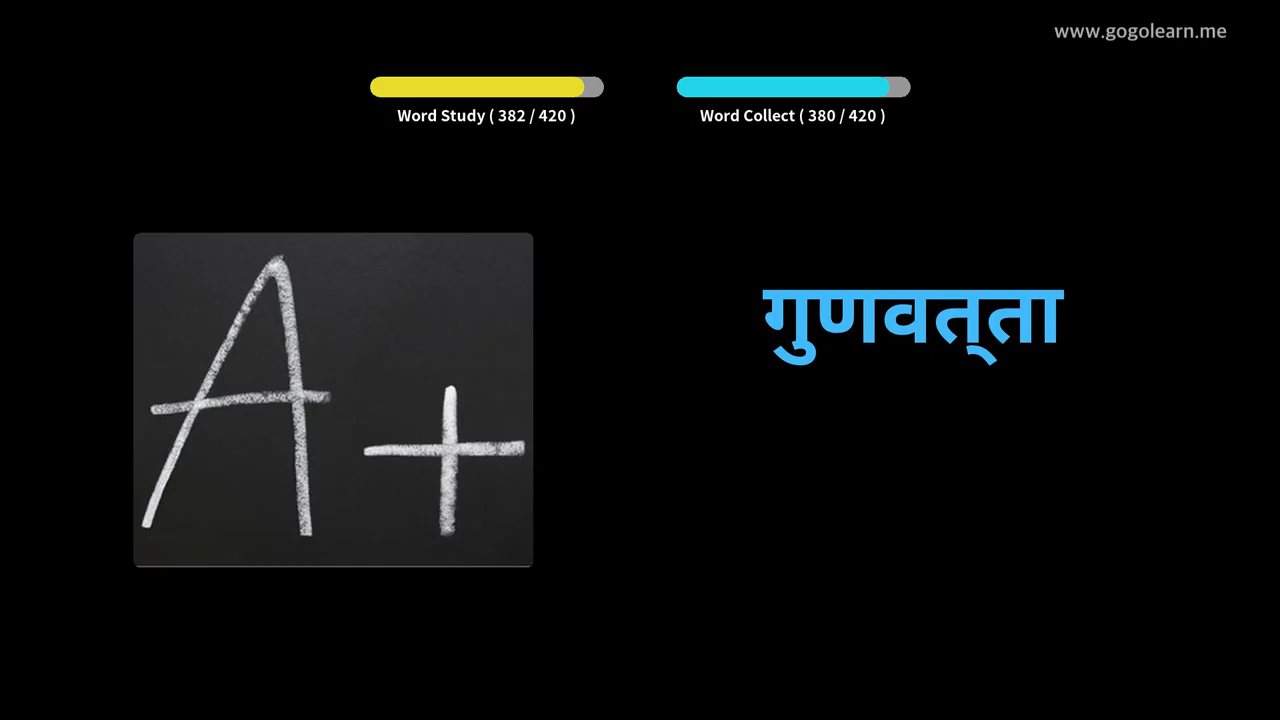 www.gogolearn.me
Word Study ( 382 / 420 )
Word Collect ( 380 / 420 )
A+
गुणवत्‌ता